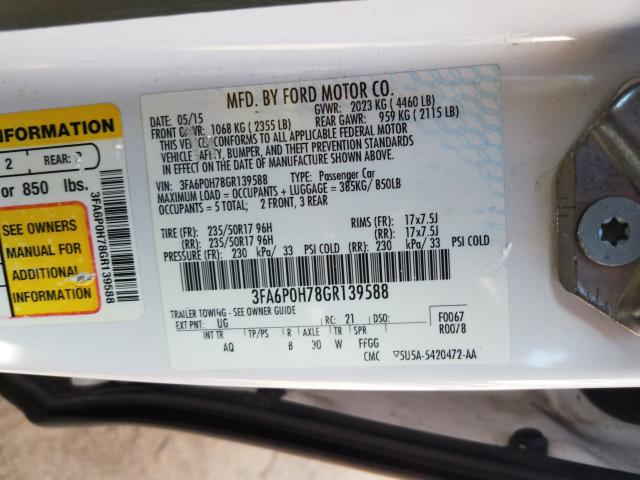 INFORMATION
2 REAR: 3
or 850 lbs.
SEE OWNERS
MANUAL FOR
ADDITIONAL
INFORMATION
3FA6P0H78GR139588
MFD. BY FORD MOTOR CO.
DATE: 05/15 GVWR: 2023 KG ( 4460 LB)
FRONT GAWR: 1068 KG ( 2355 LB) REAR GAWR: 959 KG ( 2115 LB)
THIS VEHICLE CONFORMS TO ALL APPLICABLE FEDERAL MOTOR
VEHICLE SAFETY, BUMPER, AND THEFT PREVENTION STANDARDS
IN EFFECT ON THE DATE OF MANUFACTURE SHOWN ABOVE.
VIN: 3FA6P0H78GR139588 TYPE: Passenger Car
MAXIMUM LOAD = OCCUPANTS + LUGGAGE = 385KG/850LB
OCCUPANTS = 5 TOTAL; 2 FRONT, 3 REAR
TIRE (FR): 235/50R17 96H RIMS (FR): 17x7.5J
(RR): 235/50R17 96H (RR): 17x7.5J
PRESSURE (FR): 230 kPa/ 33 PSI COLD (RR): 230 kPa/ 33 PSI COLD
3FA6P0H78GR139588
TRAILER TOWING - SEE OWNER GUIDE
EXT PNT: UG RC: 21 DSO: F0067
INT TR TP/PS R AXLE TR SPR R0078
AQ B 30 W FFGG
CMC ▽5U5A-5420472-AA